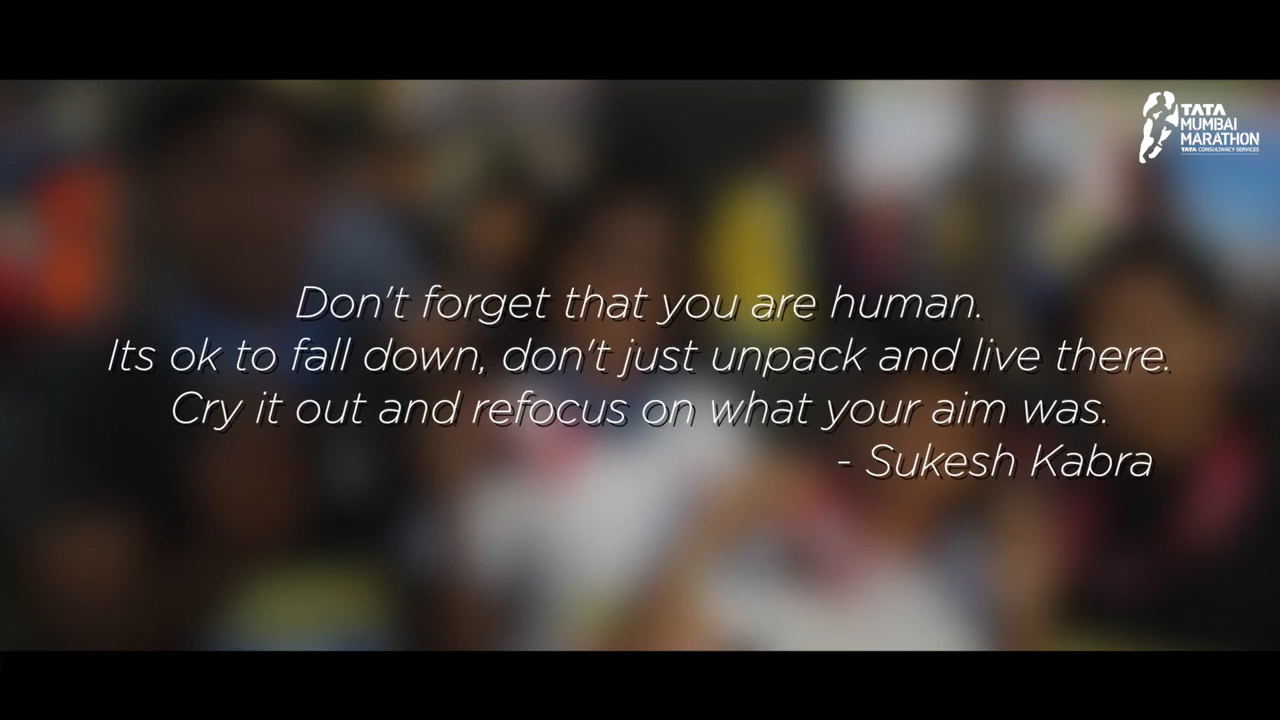 TATA
MUMBAI
MARATHON
TATA CONSULTANCY SERVICES
Don't forget that you are human.
Its ok to fall down, don't just unpack and live there.
Cry it out and refocus on what your aim was.
- Sukesh Kabra